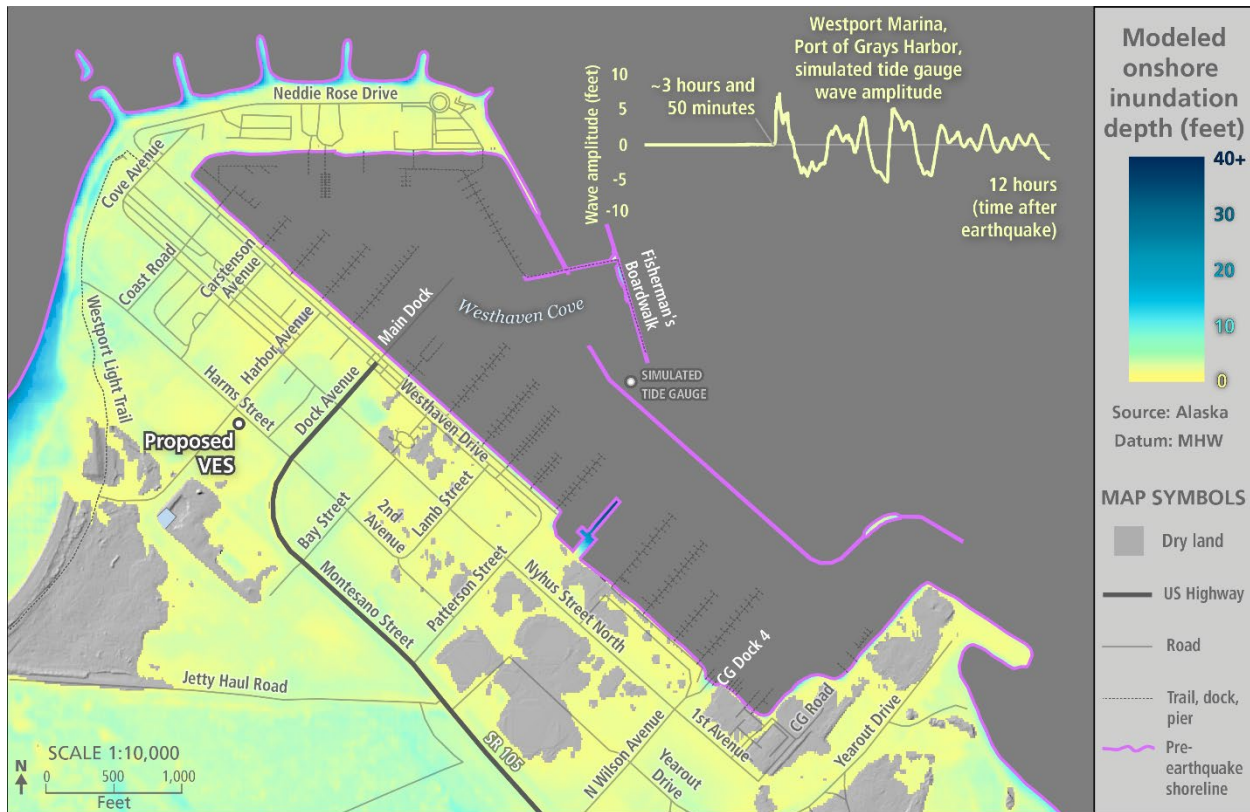 Westport Marina,
Port of Grays Harbor,
simulated tide gauge
wave amplitude
Wave amplitude (feet)
10
5
0
-5
-10
~3 hours and
50 minutes
12 hours
(time after
earthquake)
Neddie Rose Drive
Cove Avenue
Coast Road
Carstenson
Avenue
Westport Light Trail
Harbor Avenue
Harms Street
Dock Avenue
Main Dock
Westhaven Drive
Westhaven Cove
Fisherman's
Boardwalk
SIMULATED
TIDE GAUGE
Proposed
VES
Bay Street
2nd
Avenue
Lamb Street
Patterson Street
Montesano Street
Nyhus Street North
Jetty Haul Road
SR 105
N Wilson Avenue
CG Dock 4
1st Avenue
CG Road
Yearout
Drive
Yearout Drive
SCALE 1:10,000
N
0 500 1,000
Feet
Modeled
onshore
inundation
depth (feet)
40+
30
20
10
0
Source: Alaska
Datum: MHW
MAP SYMBOLS
Dry land
US Highway
Road
Trail, dock,
pier
Pre-
earthquake
shoreline